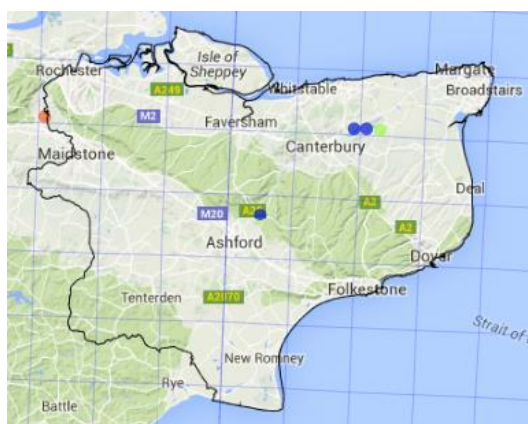 Isle of
Sheppey
Rochester
Margate
A249
Whitstable
Broadstairs
M2
Faversham
Canterbury
Maidstone
Deal
A2
M20
A2
Ashford
Dover
Folkestone
Tenterden
A2070
Strait of
New Romney
Rye
Battle